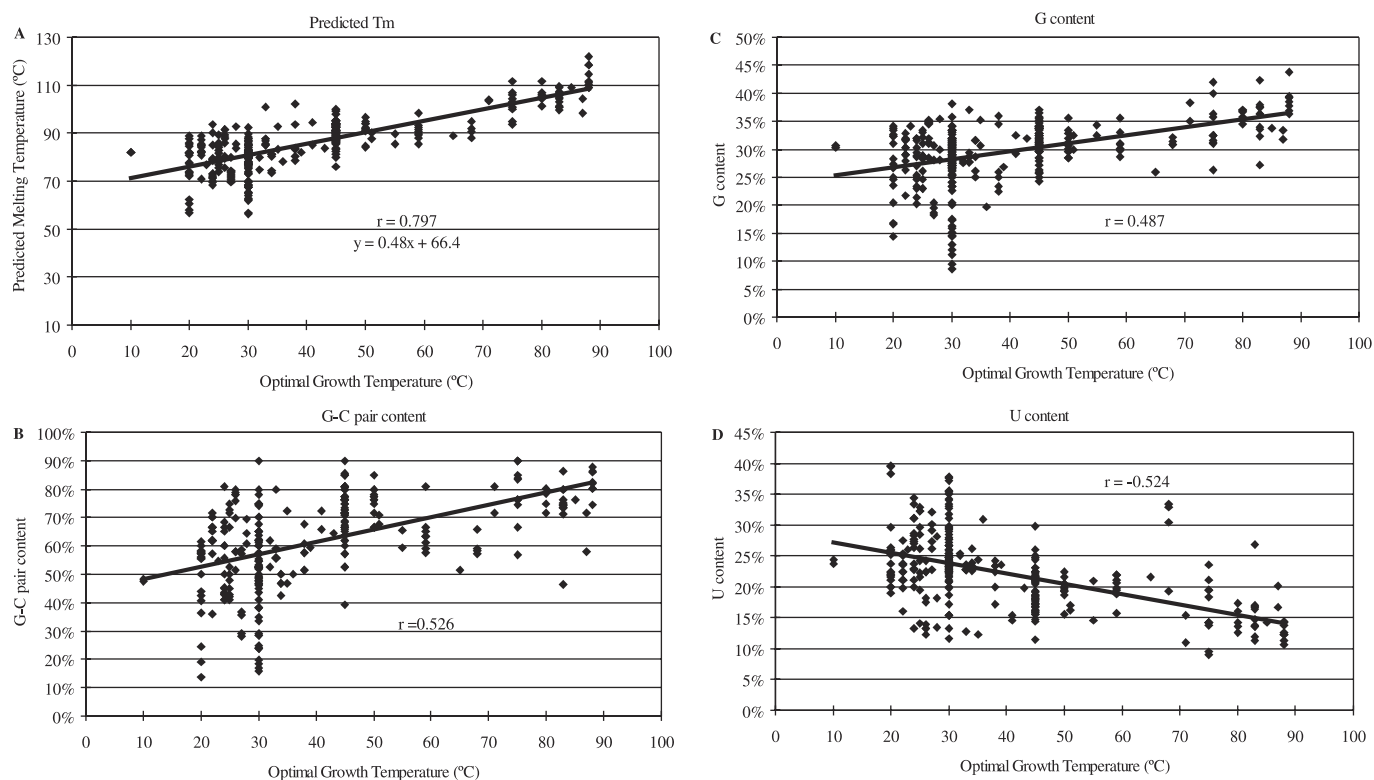 A
Predicted Tm
Predicted Melting Temperature (ºC)
130
110
90
70
50
30
10
r = 0.797
y = 0.48x + 66.4
0 10 20 30 40 50 60 70 80 90 100
Optimal Growth Temperature (ºC)
C
G content
G content
50%
45%
40%
35%
30%
25%
20%
15%
10%
5%
0%
r = 0.487
0 10 20 30 40 50 60 70 80 90 100
Optimal Growth Temperature (ºC)
B
G-C pair content
G-C pair content
100%
90%
80%
70%
60%
50%
40%
30%
20%
10%
0%
r =0.526
0 10 20 30 40 50 60 70 80 90 100
Optimal Growth Temperature (ºC)
D
U content
U content
45%
40%
35%
30%
25%
20%
15%
10%
5%
0%
r = -0.524
0 10 20 30 40 50 60 70 80 90 100
Optimal Growth Temperature (ºC)